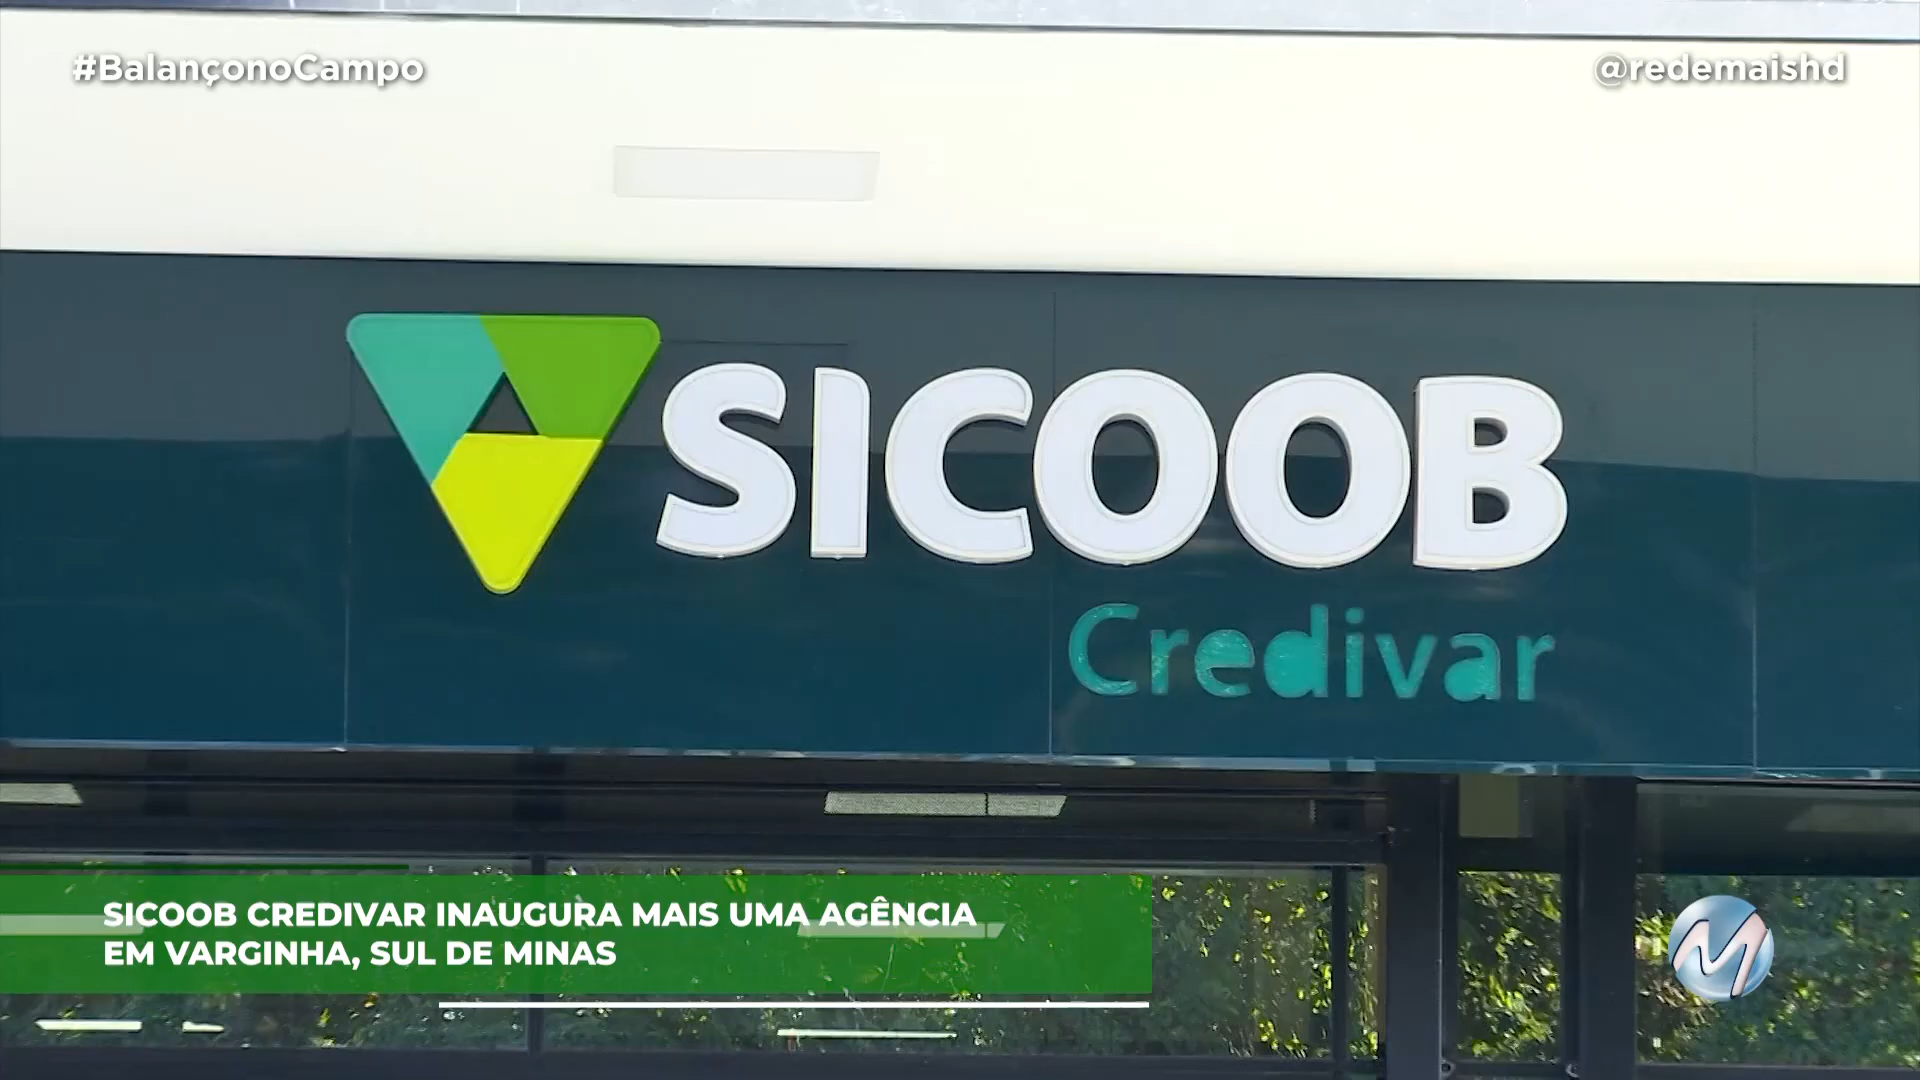 #BalançonoCampo
@redemaishd
SICOOB
Credivar
SICOOB CREDIVAR INAUGURA MAIS UMA AGÊNCIA
EM VARGINHA, SUL DE MINAS
M